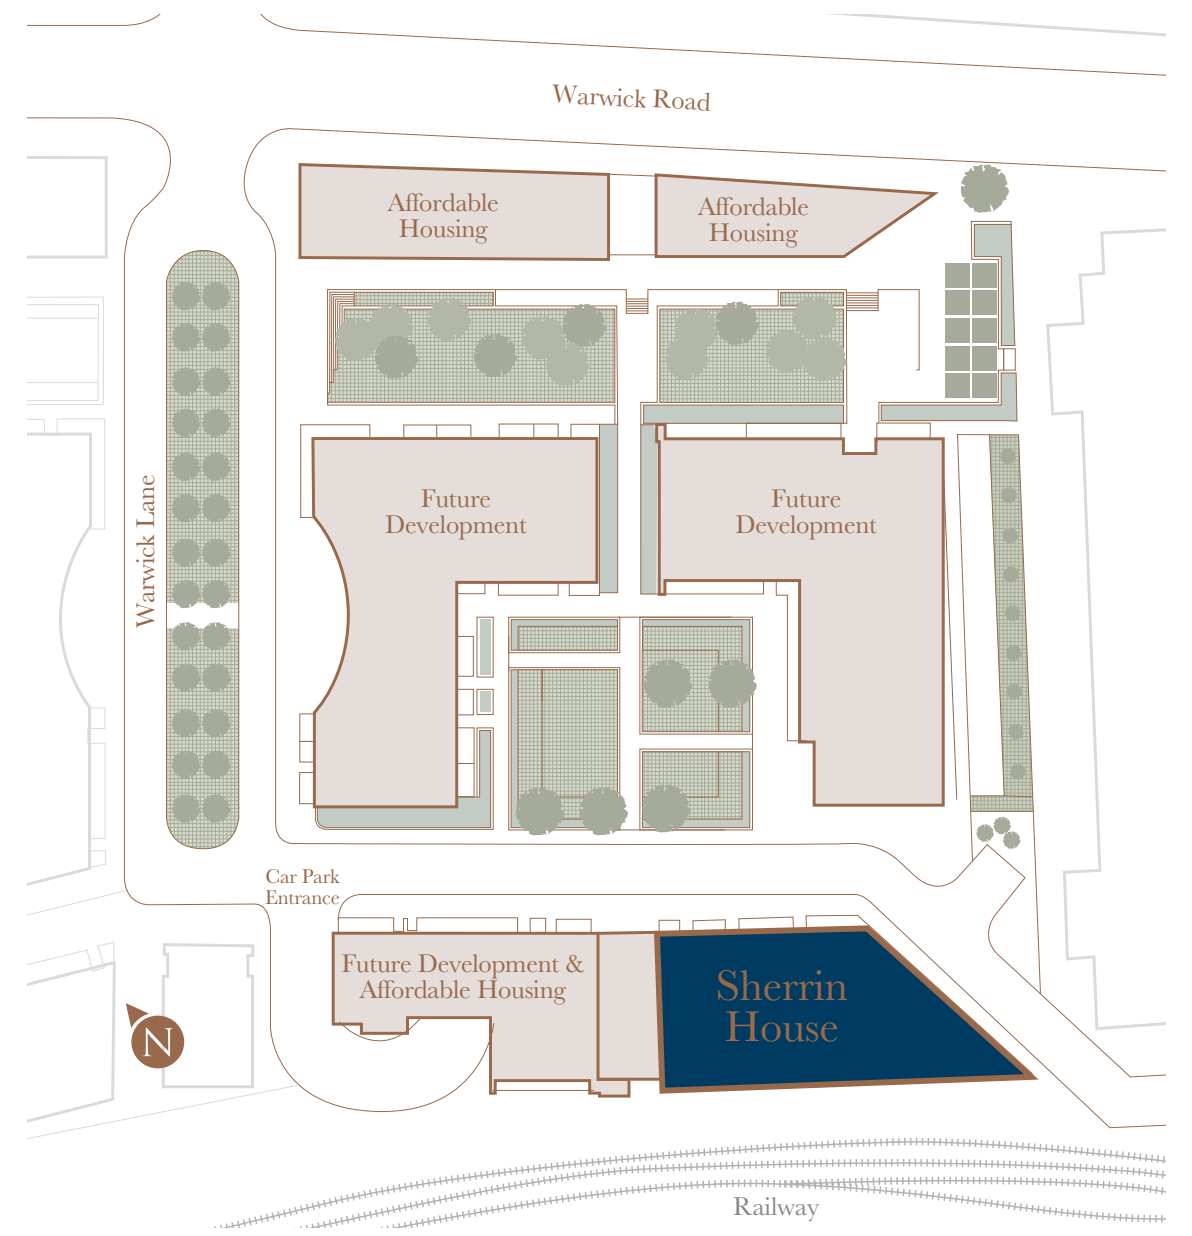 Warwick Road
Affordable
Housing
Affordable
Housing
Future
Development
Future
Development
Warwick Lane
Car Park
Entrance
Future Development &
Affordable Housing
Sherrin
House
N
Railway